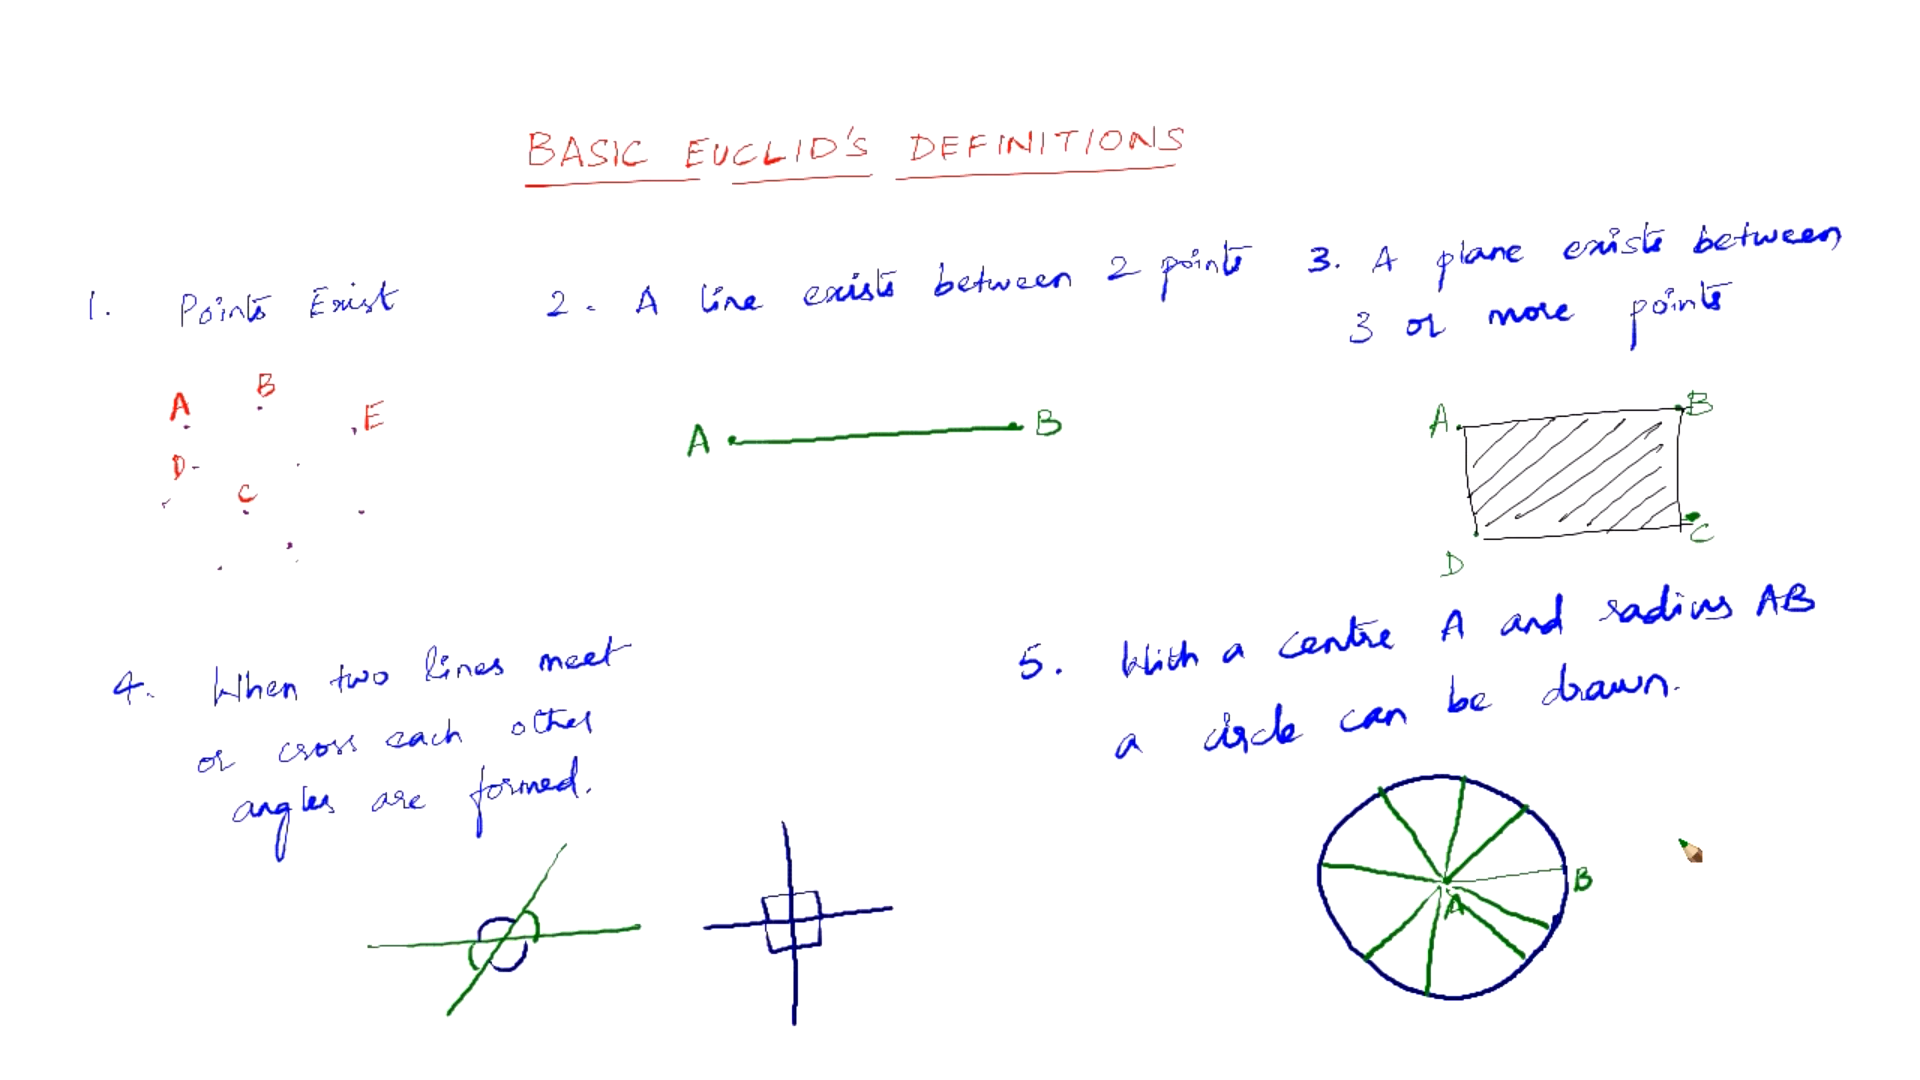 BASIC EUCLID'S DEFINITIONS
1. Points Exist
A
B
E
D
C
2. A line exists between 2 points
A B
3. A plane exists between
3 or more points
A B
D C
4. When two lines meet
or cross each other
angles are formed.
5. With a centre A and radius AB
a circle can be drawn.
A B